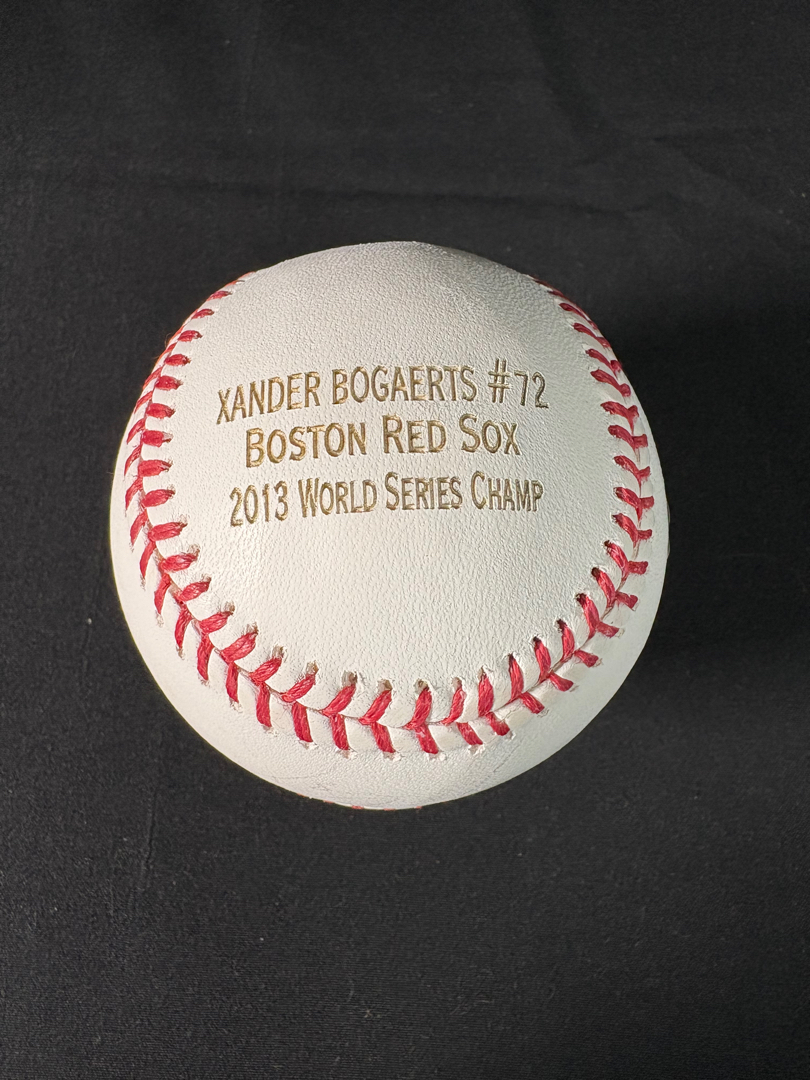 XANDER BOGAERTS #72
BOSTON RED SOX
2013 WORLD SERIES CHAMP